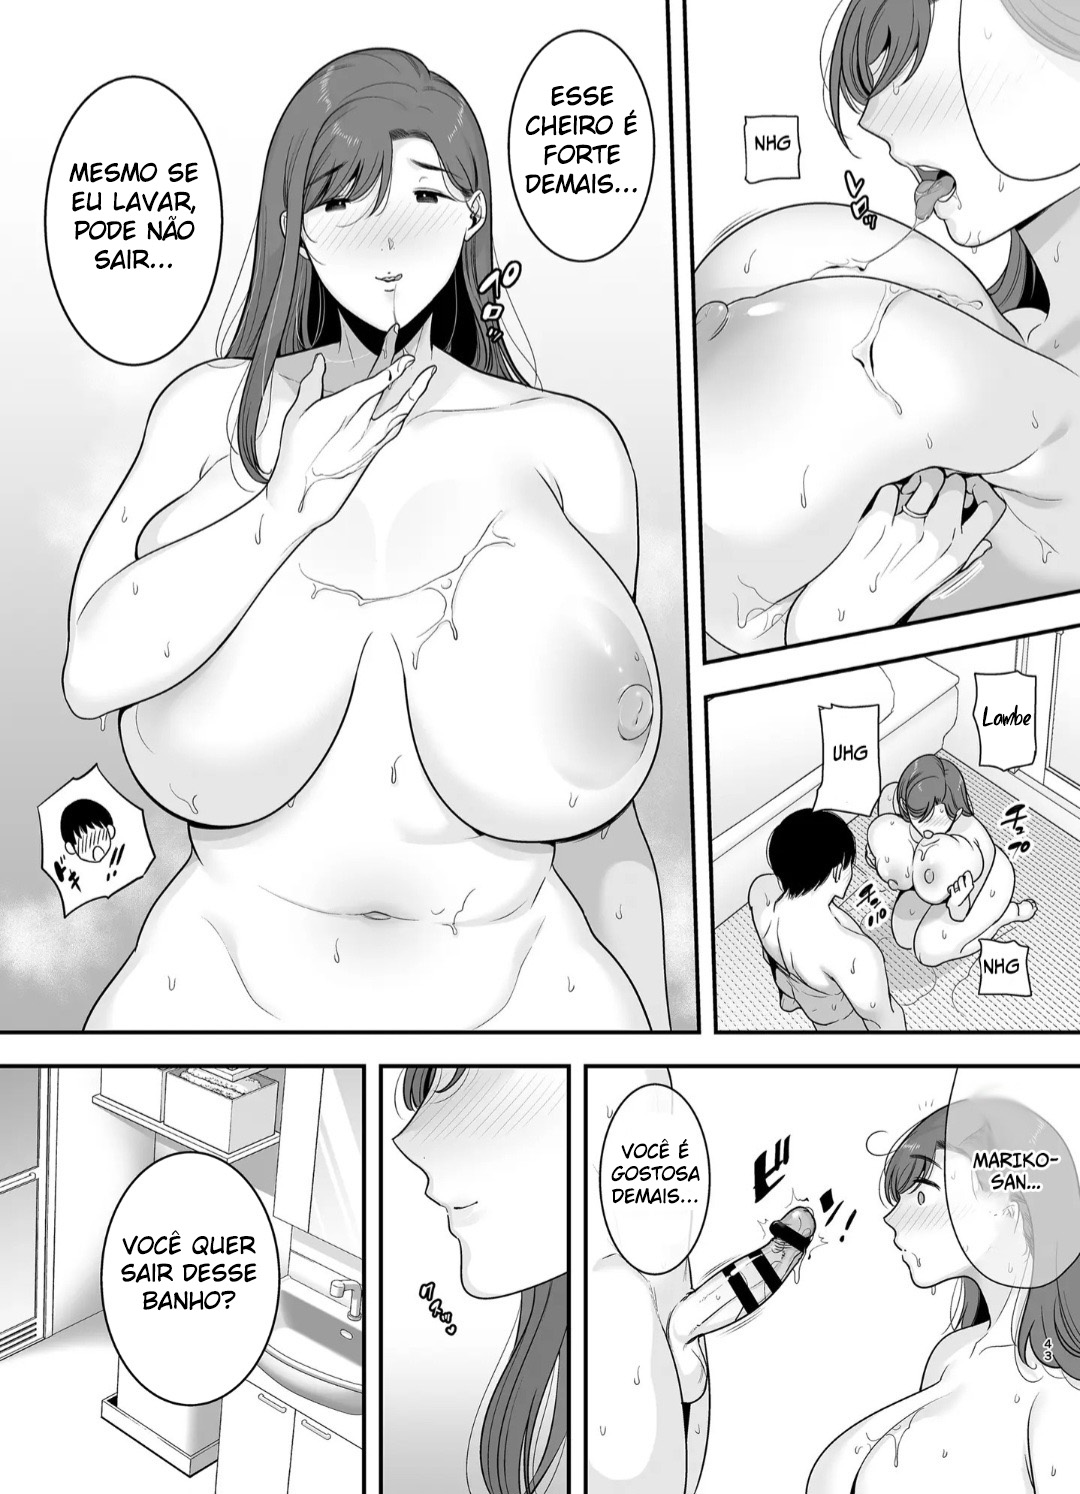 NHG
ESSE
CHEIRO É
FORTE
DEMAIS...
MESMO SE
EU LAVAR,
PODE NÃO
SAIR...
Lambe
UHG
NHG
MARIKO-
SAN...
VOCÊ É
GOSTOSA
DEMAIS...
VOCÊ QUER
SAIR DESSE
BANHO?
43